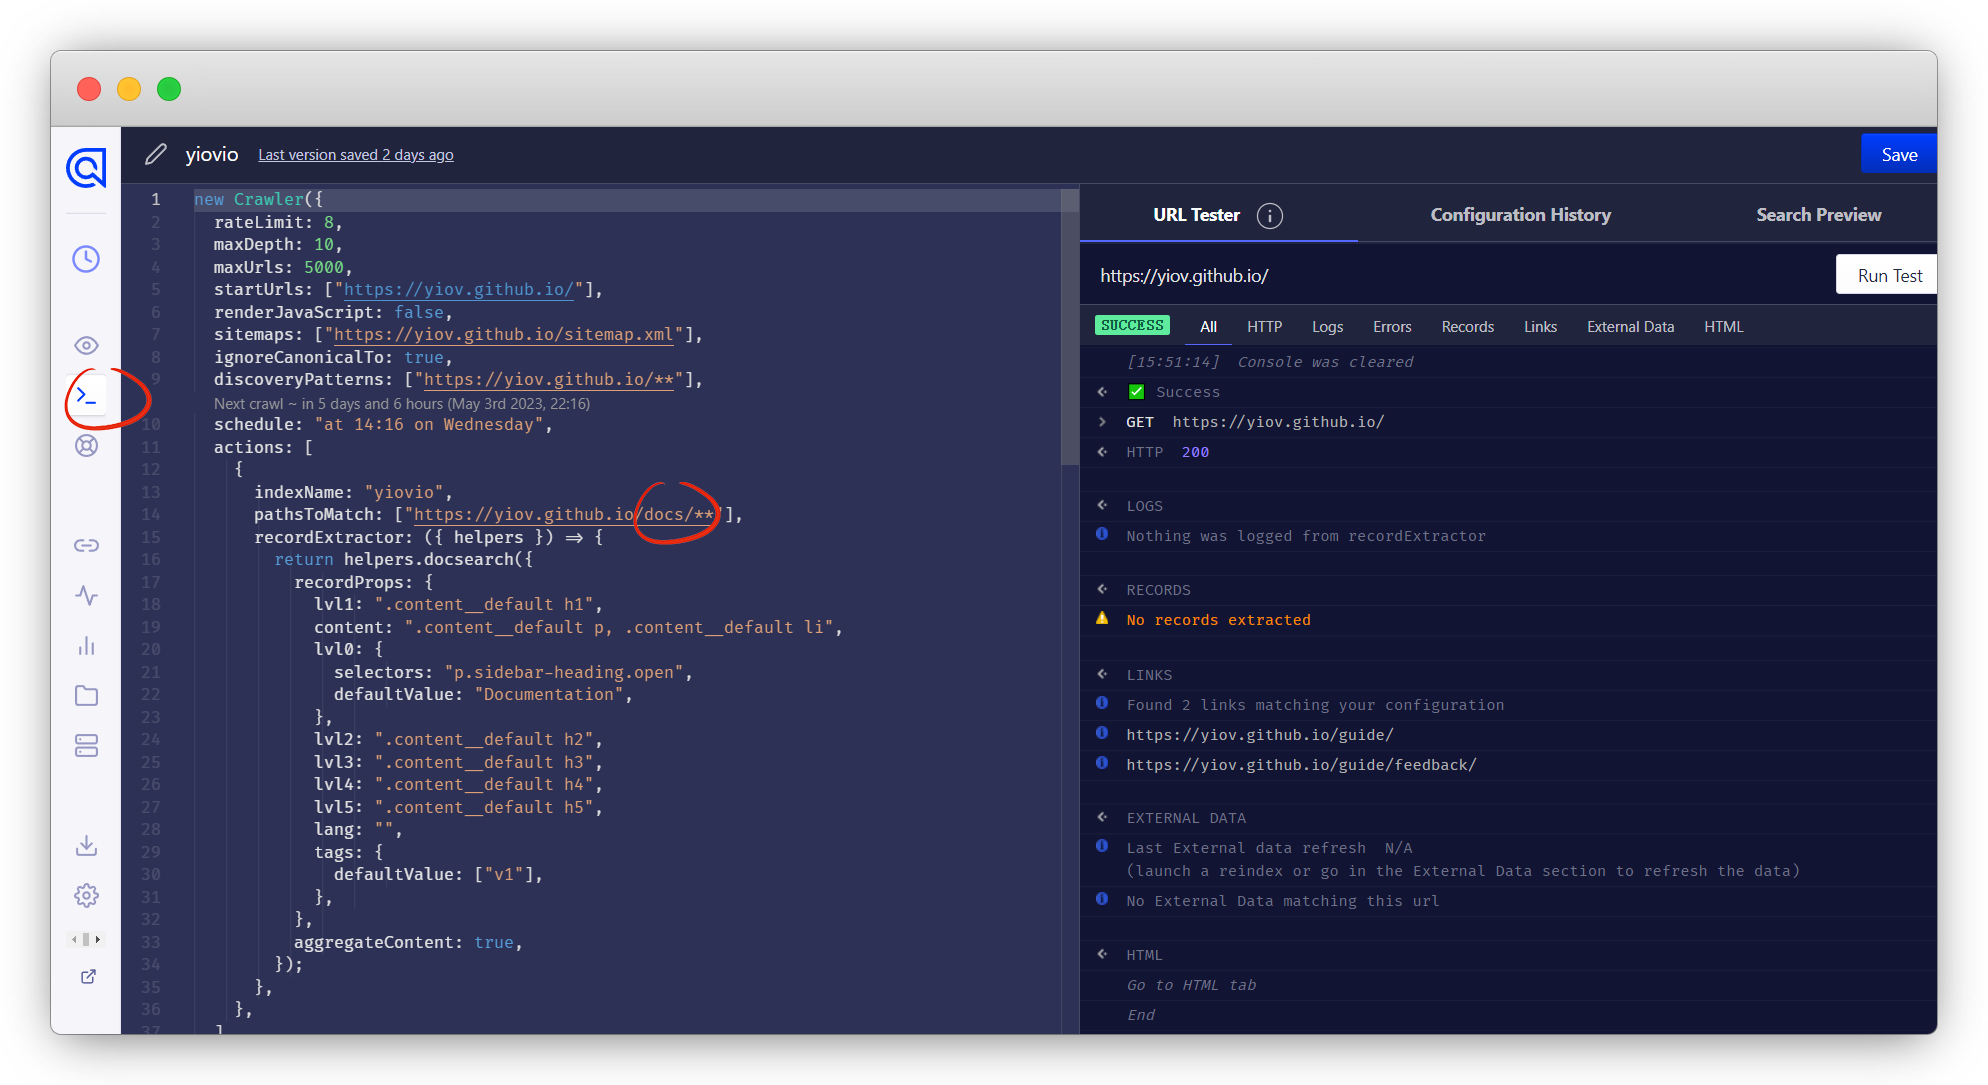 yiovio Last version saved 2 days ago Save
1 new Crawler({
2 rateLimit: 8,
3 maxDepth: 10,
4 maxUrls: 5000,
5 startUrls: ["https://yiov.github.io/"],
6 renderJavaScript: false,
7 sitemaps: ["https://yiov.github.io/sitemap.xml"],
8 ignoreCanonicalTo: true,
9 discoveryPatterns: ["https://yiov.github.io/**"],
Next crawl ~ in 5 days and 6 hours (May 3rd 2023, 22:16)
10 schedule: "at 14:16 on Wednesday",
11 actions: [
12 {
13 indexName: "yiovio",
14 pathsToMatch: ["https://yiov.github.io/docs/**"],
15 recordExtractor: ({ helpers }) => {
16 return helpers.docsearch({
17 recordProps: {
18 lvl1: ".content__default h1",
19 content: ".content__default p, .content__default li",
20 lvl0: {
21 selectors: "p.sidebar-heading.open",
22 defaultValue: "Documentation",
23 },
24 lvl2: ".content__default h2",
25 lvl3: ".content__default h3",
26 lvl4: ".content__default h4",
27 lvl5: ".content__default h5",
28 lang: "",
29 tags: {
30 defaultValue: ["v1"],
31 },
32 },
33 aggregateContent: true,
34 });
35 },
36 },
37 ]
URL Tester Configuration History Search Preview
https://yiov.github.io/ Run Test
SUCCESS All HTTP Logs Errors Records Links External Data HTML
[15:51:14] Console was cleared
Success
GET https://yiov.github.io/
HTTP 200
LOGS
Nothing was logged from recordExtractor
RECORDS
No records extracted
LINKS
Found 2 links matching your configuration
https://yiov.github.io/guide/
https://yiov.github.io/guide/feedback/
EXTERNAL DATA
Last External data refresh N/A
(launch a reindex or go in the External Data section to refresh the data)
No External Data matching this url
HTML
Go to HTML tab
End